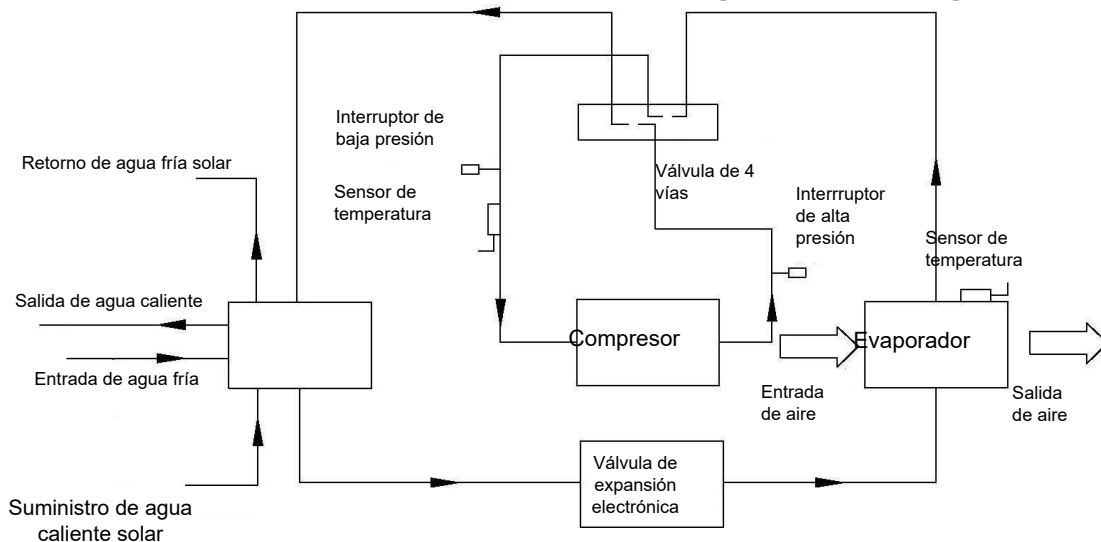 Interruptor de
baja presión
Retorno de agua fría solar
Válvula de 4
vías
Sensor de
temperatura
Interrruptor
de alta
presión
Sensor de
temperatura
Salida de agua caliente
Compresor
Evaporador
Entrada de agua fría
Entrada
de aire
Salida
de aire
Válvula de
expansión
electrónica
Suministro de agua
caliente solar